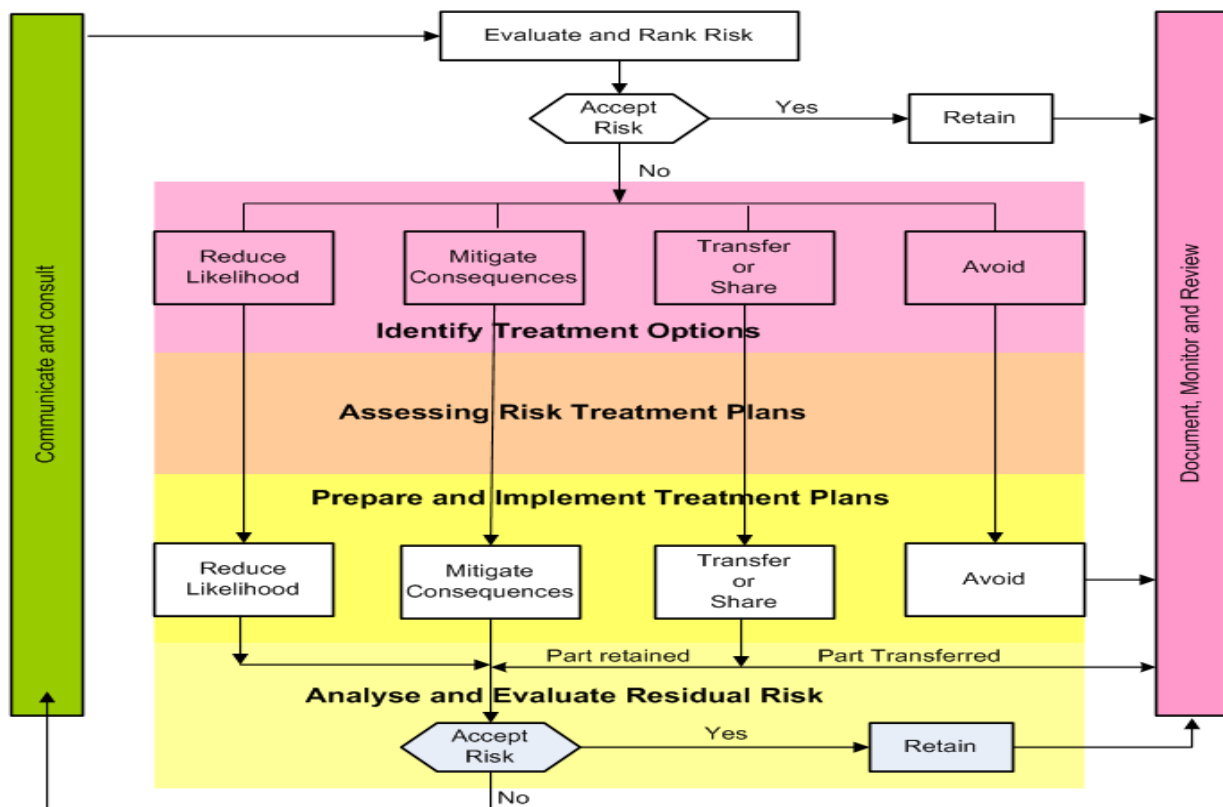 Communicate and consult
Evaluate and Rank Risk
Accept
Risk
Yes
Retain
No
Document, Monitor and Review
Reduce
Likelihood
Mitigate
Consequences
Transfer
or
Share
Avoid
Identify Treatment Options
Assessing Risk Treatment Plans
Prepare and Implement Treatment Plans
Reduce
Likelihood
Mitigate
Consequences
Transfer
or
Share
Avoid
Part retained
Part Transferred
Analyse and Evaluate Residual Risk
Accept
Risk
Yes
Retain
No